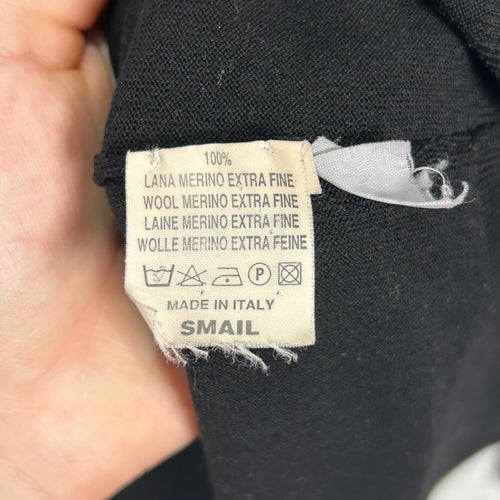 100%
LANA MERINO EXTRA FINE
WOOL MERINO EXTRA FINE
LAINE MERINO EXTRA FINE
WOLLE MERINO EXTRA FEINE
P
MADE IN ITALY
SMAIL